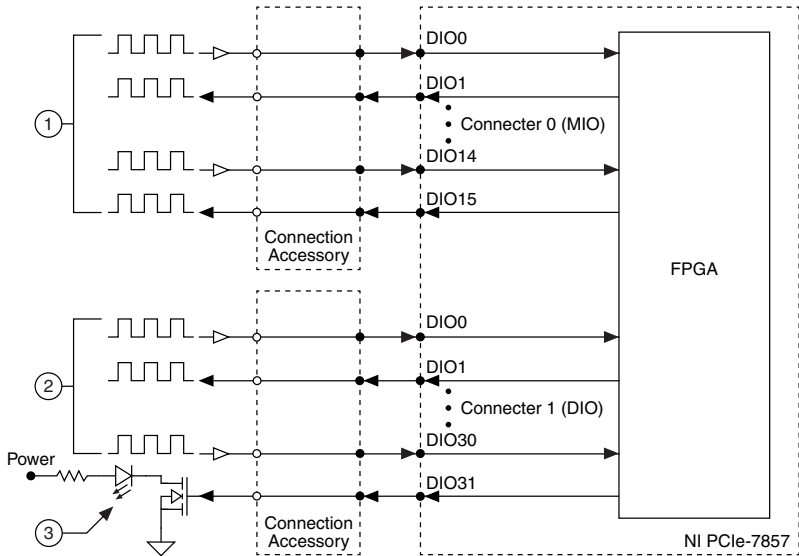 DIO0
DIO1
Connecter 0 (MIO)
1
DIO14
DIO15
Connection
Accessory
FPGA
DIO0
DIO1
2
Connecter 1 (DIO)
DIO30
Power
DIO31
3
Connection
Accessory
NI PCIe-7857